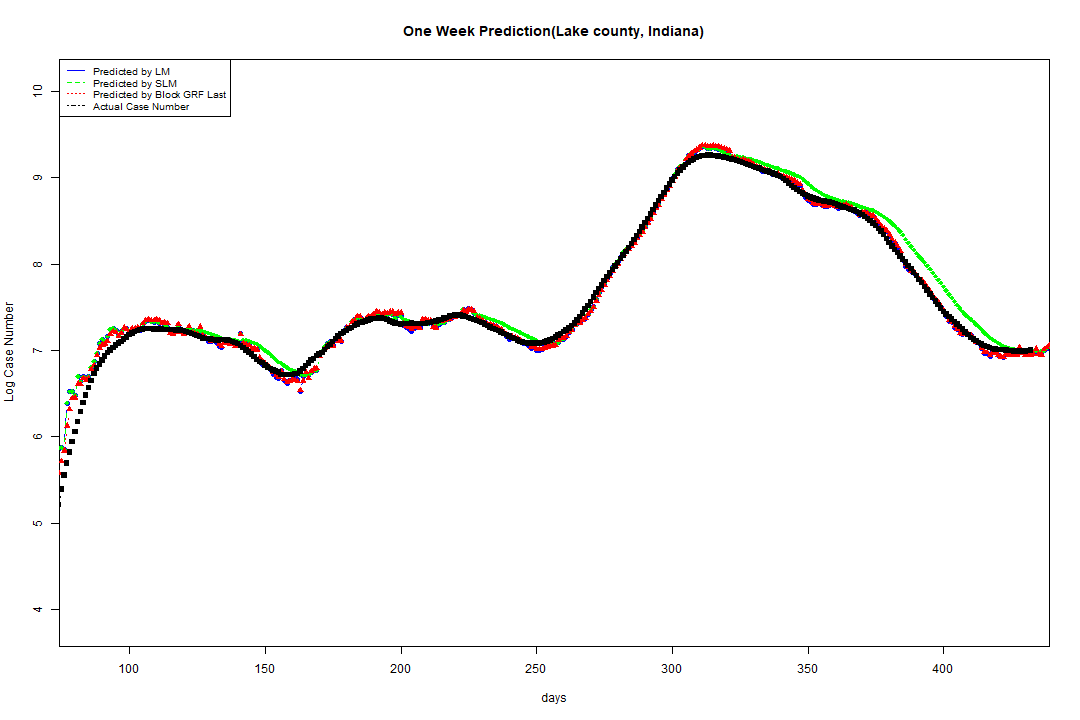 One Week Prediction(Lake county, Indiana)
Predicted by LM
Predicted by SLM
Predicted by Block GRF Last
Actual Case Number
10
9
8
7
6
5
4
Log Case Number
100 150 200 250 300 350 400
days